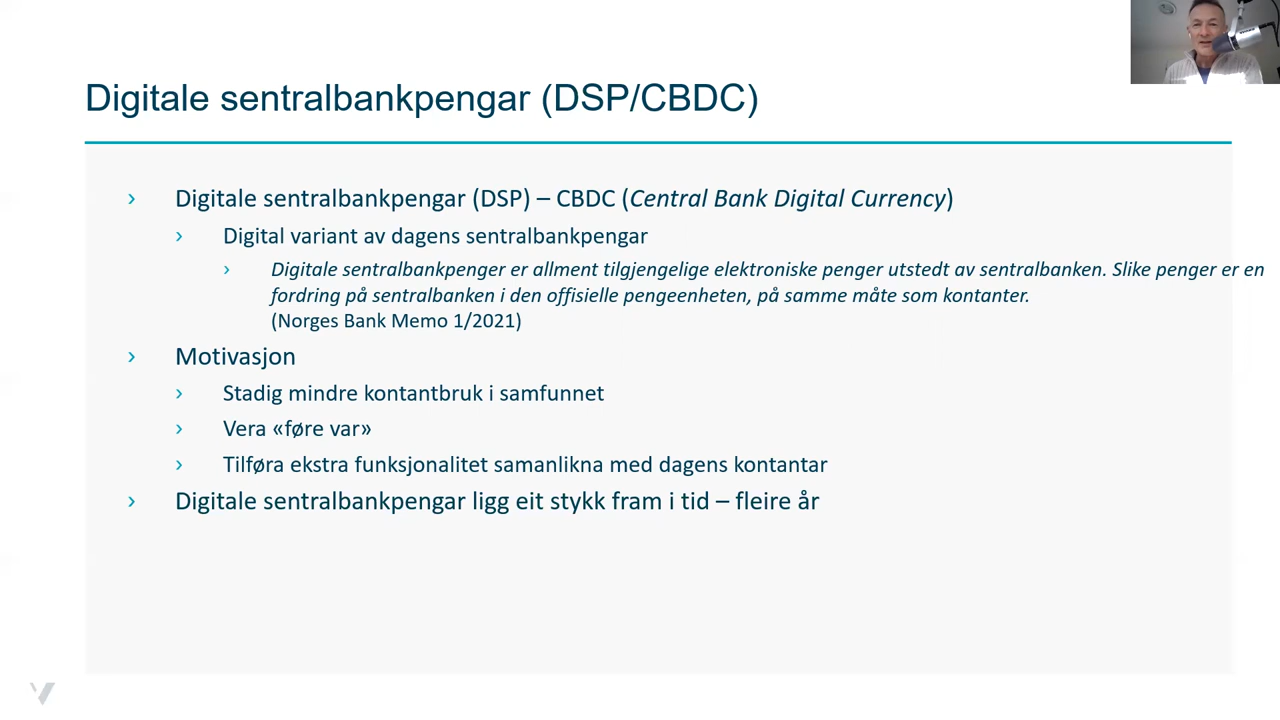 Digitale sentralbankpengar (DSP/CBDC)
Digitale sentralbankpengar (DSP) – CBDC (Central Bank Digital Currency)
Digital variant av dagens sentralbankpengar
Digitale sentralbankpenger er allment tilgjengelige elektroniske penger utstedt av sentralbanken. Slike penger er en
fordring på sentralbanken i den offisielle pengeenheten, på samme måte som kontanter.
(Norges Bank Memo 1/2021)
Motivasjon
Stadig mindre kontantbruk i samfunnet
Vera «føre var»
Tilføra ekstra funksjonalitet samanlikna med dagens kontantar
Digitale sentralbankpengar ligg eit stykk fram i tid – fleire år